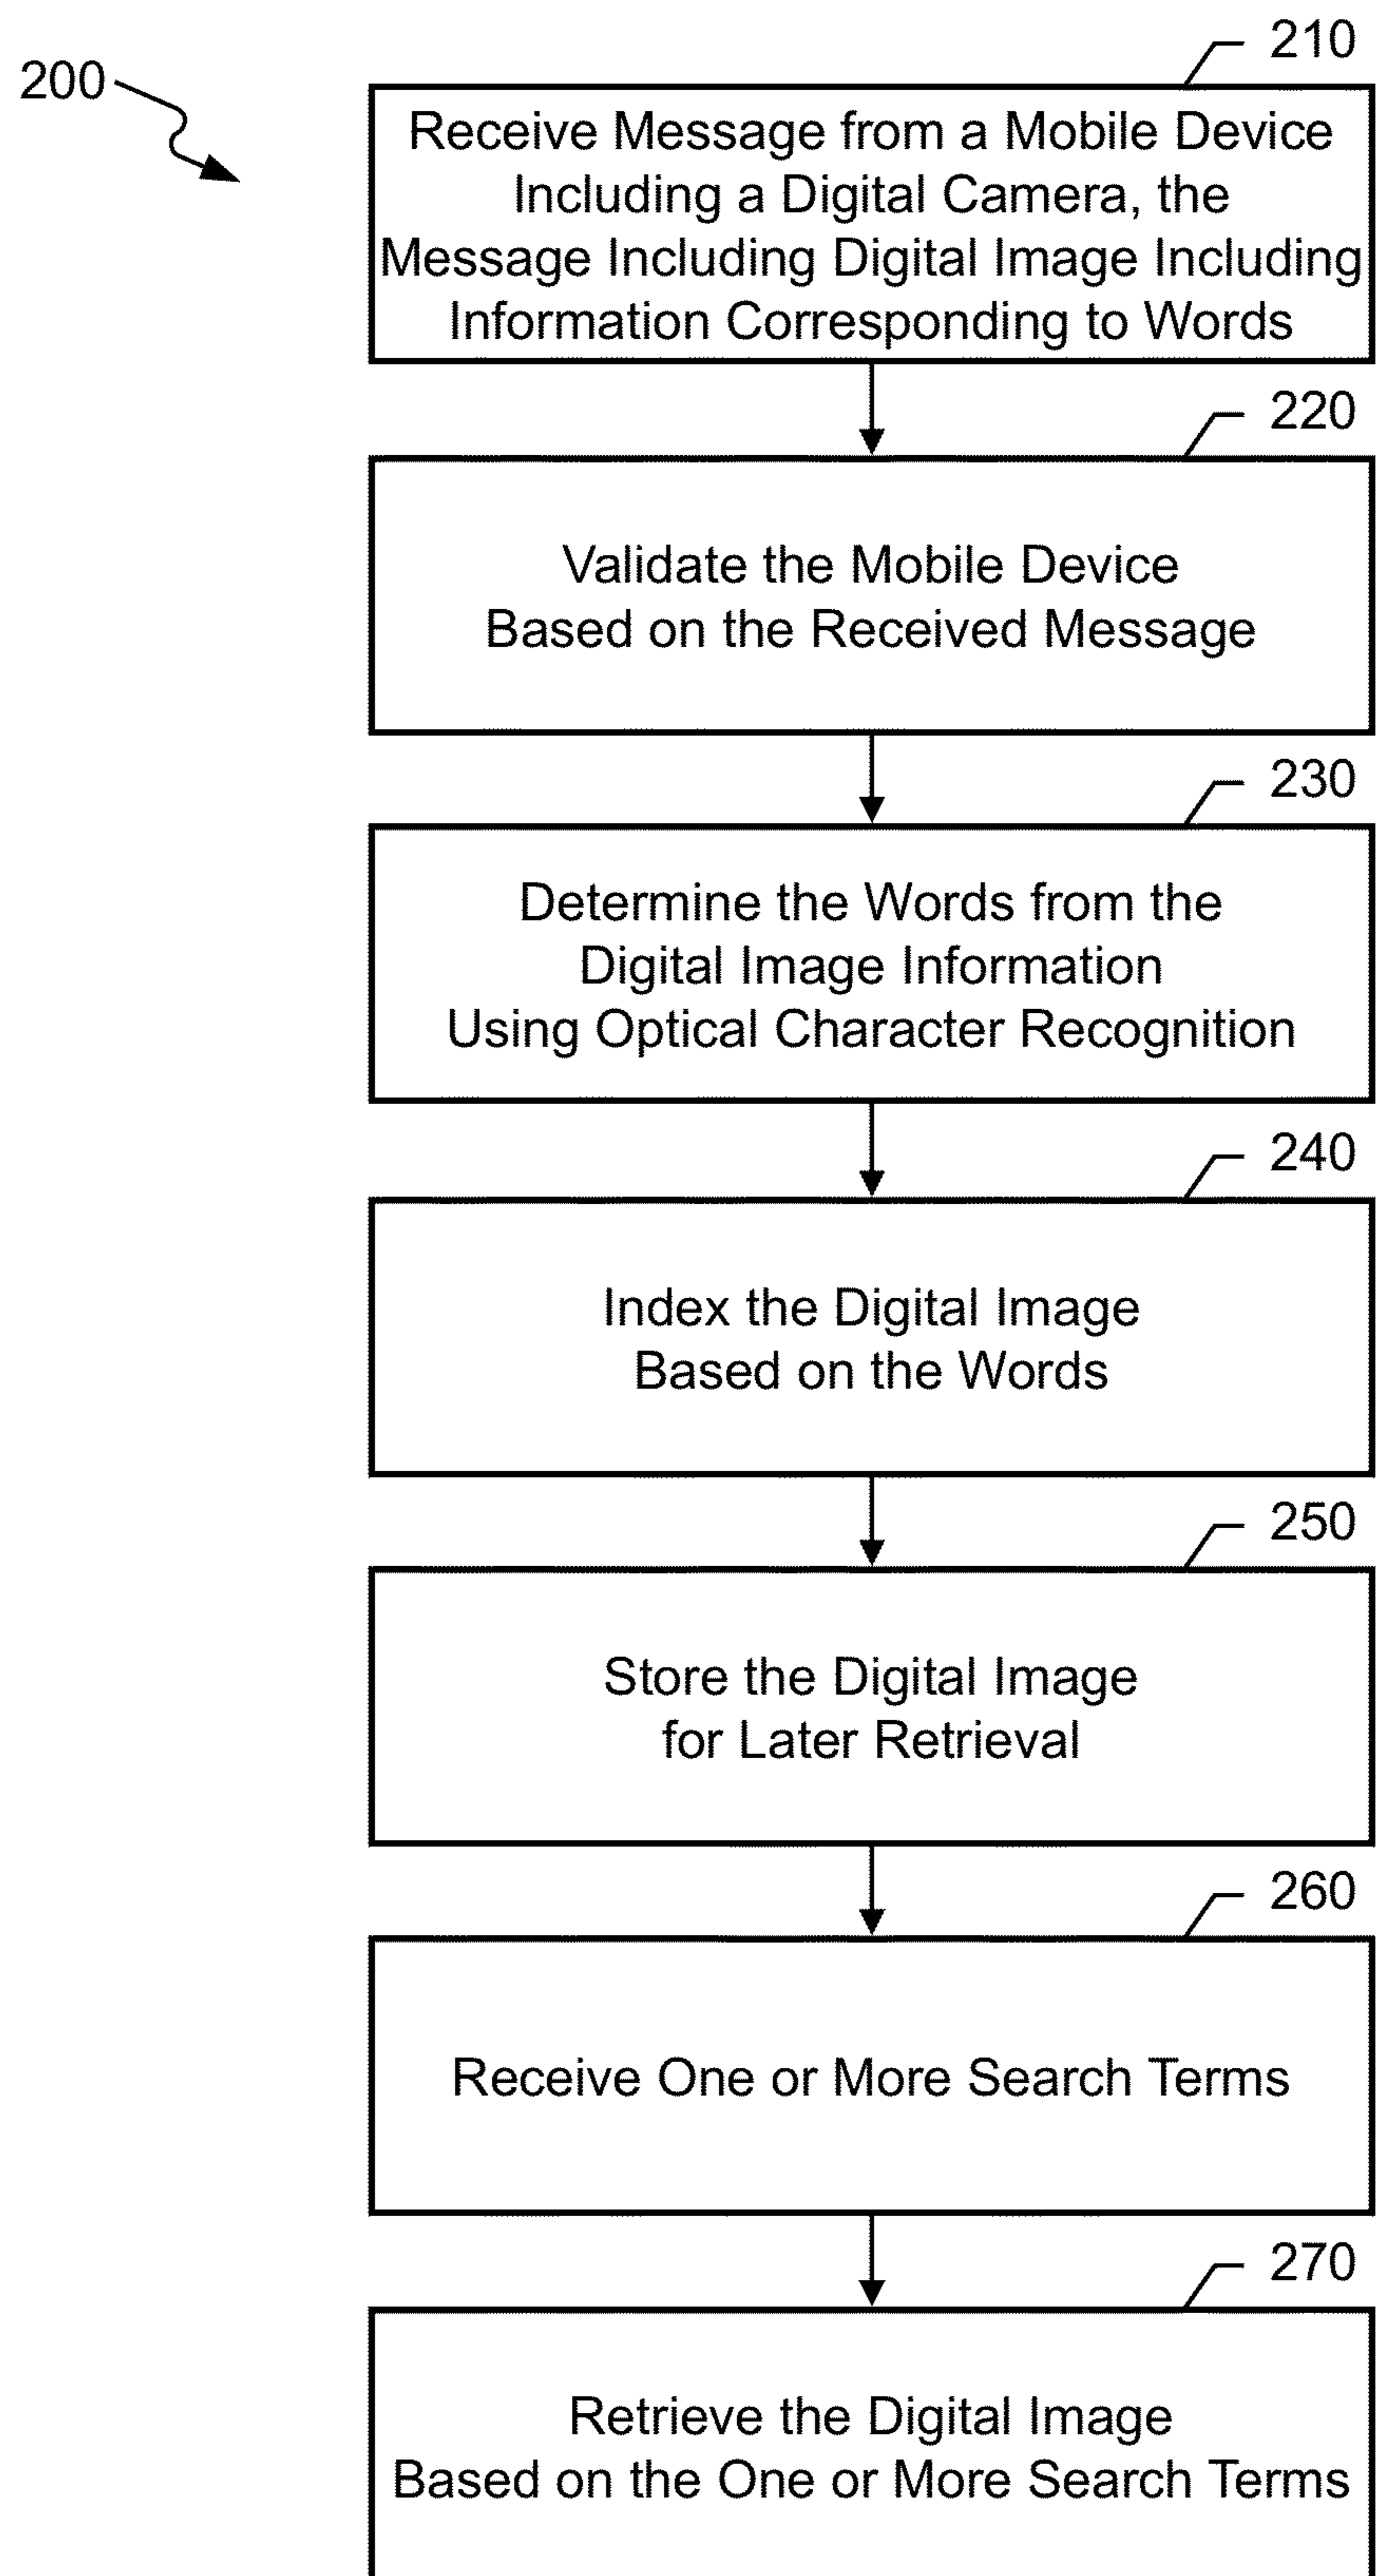 200
210
Receive Message from a Mobile Device
Including a Digital Camera, the
Message Including Digital Image Including
Information Corresponding to Words
220
Validate the Mobile Device
Based on the Received Message
230
Determine the Words from the
Digital Image Information
Using Optical Character Recognition
240
Index the Digital Image
Based on the Words
250
Store the Digital Image
for Later Retrieval
260
Receive One or More Search Terms
270
Retrieve the Digital Image
Based on the One or More Search Terms